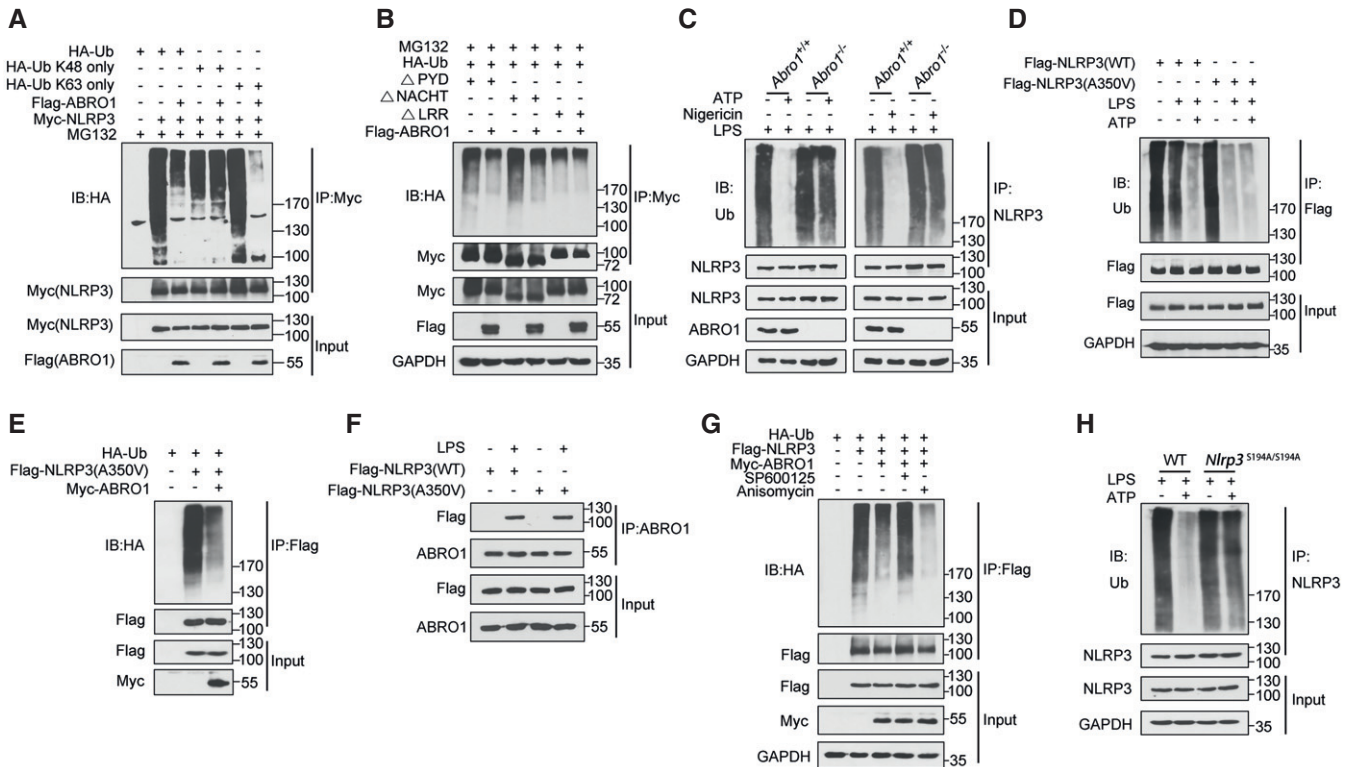 A
HA-Ub + + + - - - -
HA-Ub K48 only - - - + + - -
HA-Ub K63 only - - - - - + +
Flag-ABRO1 - - + - + - +
Myc-NLRP3 - + + + + + +
MG132 + + + + + + +
IB:HA
170
130
100
IP:Myc
Myc(NLRP3)
130
100
Myc(NLRP3)
130
100
Flag(ABRO1)
55
Input
B
MG132 + + + + + +
HA-Ub + + + + + +
△PYD + + - - - -
△NACHT - - + + - -
△LRR - - - - + +
Flag-ABRO1 - + - + - +
IB:HA
170
130
100
IP:Myc
Myc
100
72
Myc
100
72
Flag
55
GAPDH
35
Input
C
Abro1+/+ Abro1-/- Abro1+/+ Abro1-/-
ATP - + - +
Nigericin - + - +
LPS + + + + + + + +
IB:
Ub
170
130
IP:
NLRP3
NLRP3
130
100
NLRP3
130
100
ABRO1
55
GAPDH
35
Input
D
Flag-NLRP3(WT) + + + - - -
Flag-NLRP3(A350V) - - - + + +
LPS - + + - + +
ATP - - + - - +
IB:
Ub
170
130
IP:
Flag
Flag
130
100
Flag
130
100
GAPDH
35
Input
E
HA-Ub + + +
Flag-NLRP3(A350V) - + +
Myc-ABRO1 - - +
IB:HA
170
130
IP:Flag
Flag
130
100
Flag
130
100
Myc
55
Input
F
LPS - + - +
Flag-NLRP3(WT) + + - -
Flag-NLRP3(A350V) - - + +
Flag
130
100
IP:ABRO1
ABRO1
55
Flag
130
100
ABRO1
55
Input
G
HA-Ub + + + + +
Flag-NLRP3 - + + + +
Myc-ABRO1 - - + + +
SP600125 - - - + -
Anisomycin - - - - +
IB:HA
170
130
100
IP:Flag
Flag
130
100
Flag
130
100
Myc
55
GAPDH
35
Input
H
WT Nlrp3 S194A/S194A
LPS + + + +
ATP - + - +
IB:
Ub
170
130
IP:
NLRP3
NLRP3
130
100
NLRP3
130
100
GAPDH
35
Input